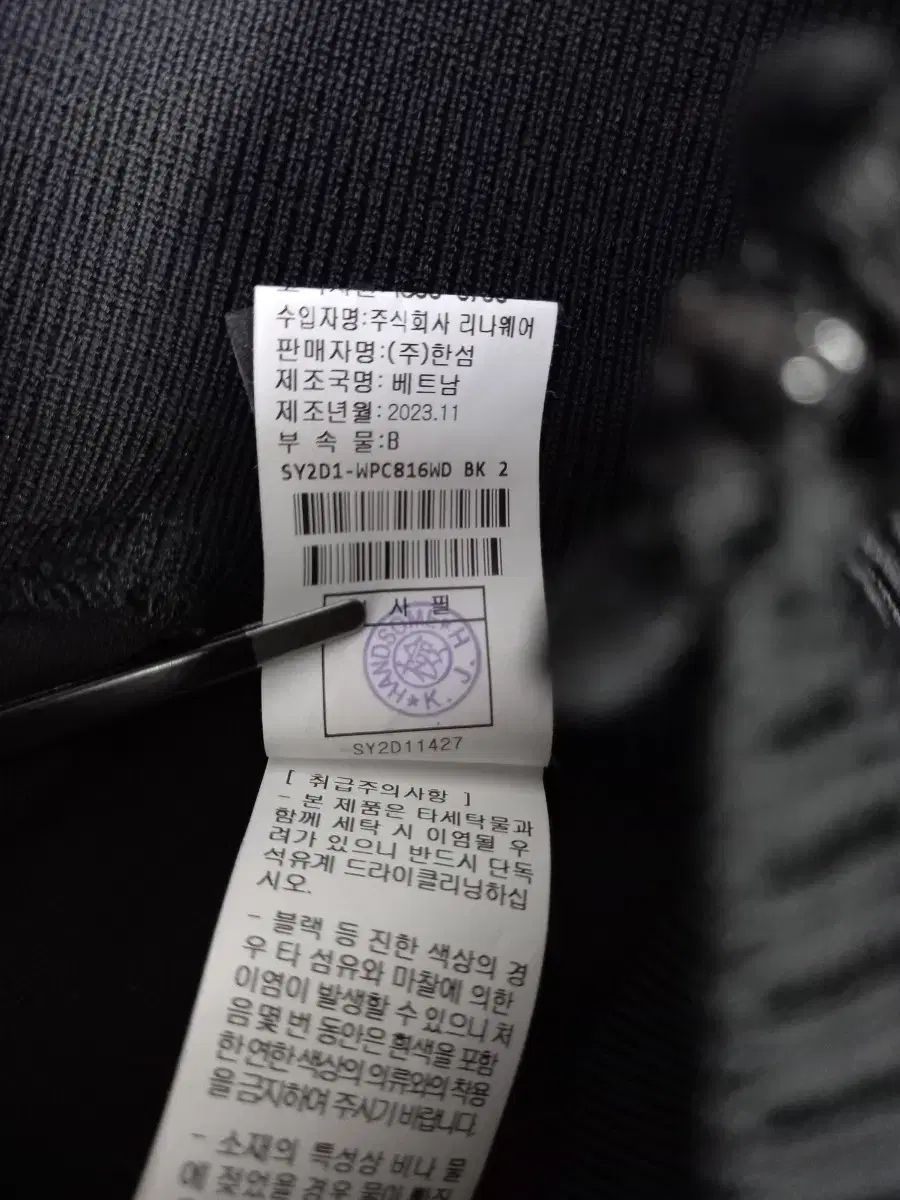 수입자명:주식회사 리나웨어
판매자명:(주)한섬
제조국명: 베트남
제조년월: 2023.11
부 속 물:B
SY2D1-WPC816WD BK 2
사 필
HANDSOME★H K.J.★
SY2D11427
[ 취급주의사항 ]
- 본 제품은 타세탁물과
함께 세탁 시 이염될 우
려가 있으니 반드시 단독
석유계 드라이클리닝하십
시오.
- 블랙 등 진한 색상의 경
우 타 섬유와 마찰에 의한
이염이 발생할 수 있으니 처
음 몇 번 동안은 흰색을 포함
한 연한 색상의 의류와의 착용
을 금지하여 주시기 바랍니다.
- 소재의 특성상 비나 물
에 젖었을 경우 물이